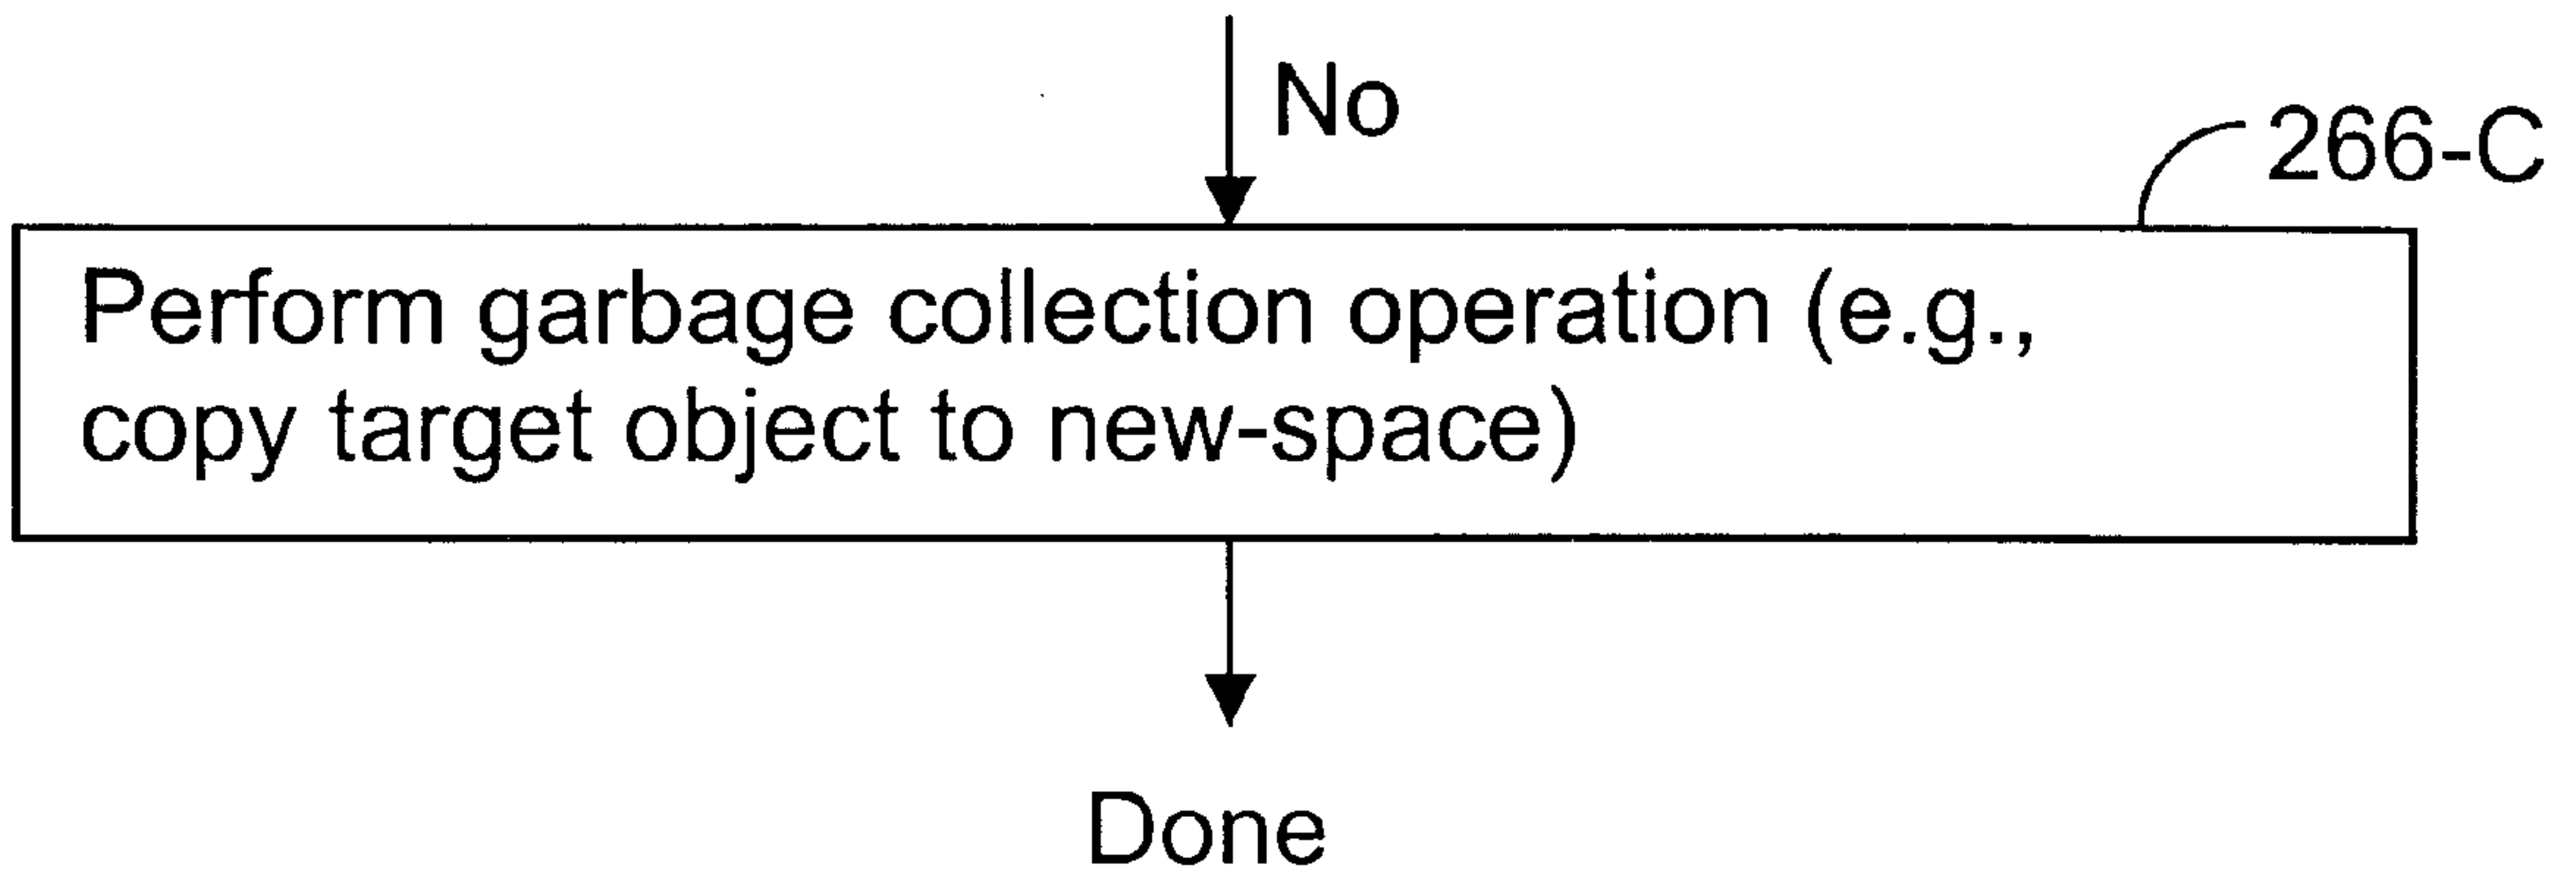 No
266-C
Perform garbage collection operation (e.g.,
copy target object to new-space)
Done